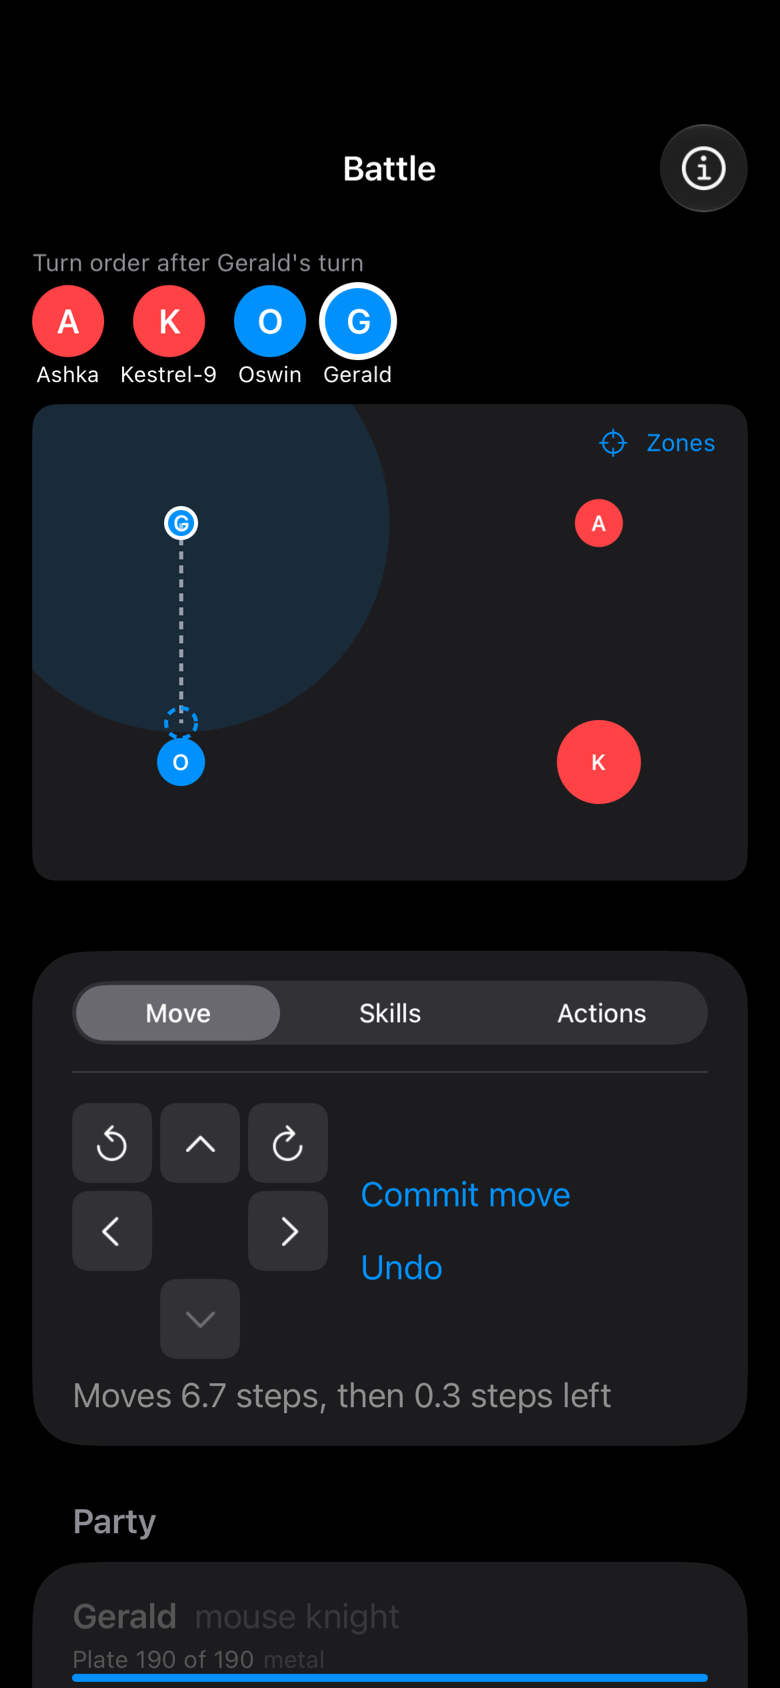 Battle
Turn order after Gerald's turn
A K O G
Ashka Kestrel-9 Oswin Gerald
Zones
G A
O K
Move Skills Actions
Commit move
Undo
Moves 6.7 steps, then 0.3 steps left
Party
Gerald mouse knight
Plate 190 of 190 metal